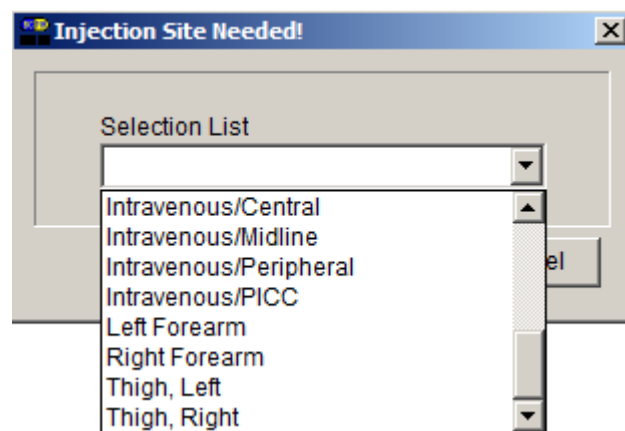 Injection Site Needed!
Selection List
Intravenous/Central
Intravenous/Midline
Intravenous/Peripheral
el
Intravenous/PICC
Left Forearm
Right Forearm
Thigh, Left
Thigh, Right